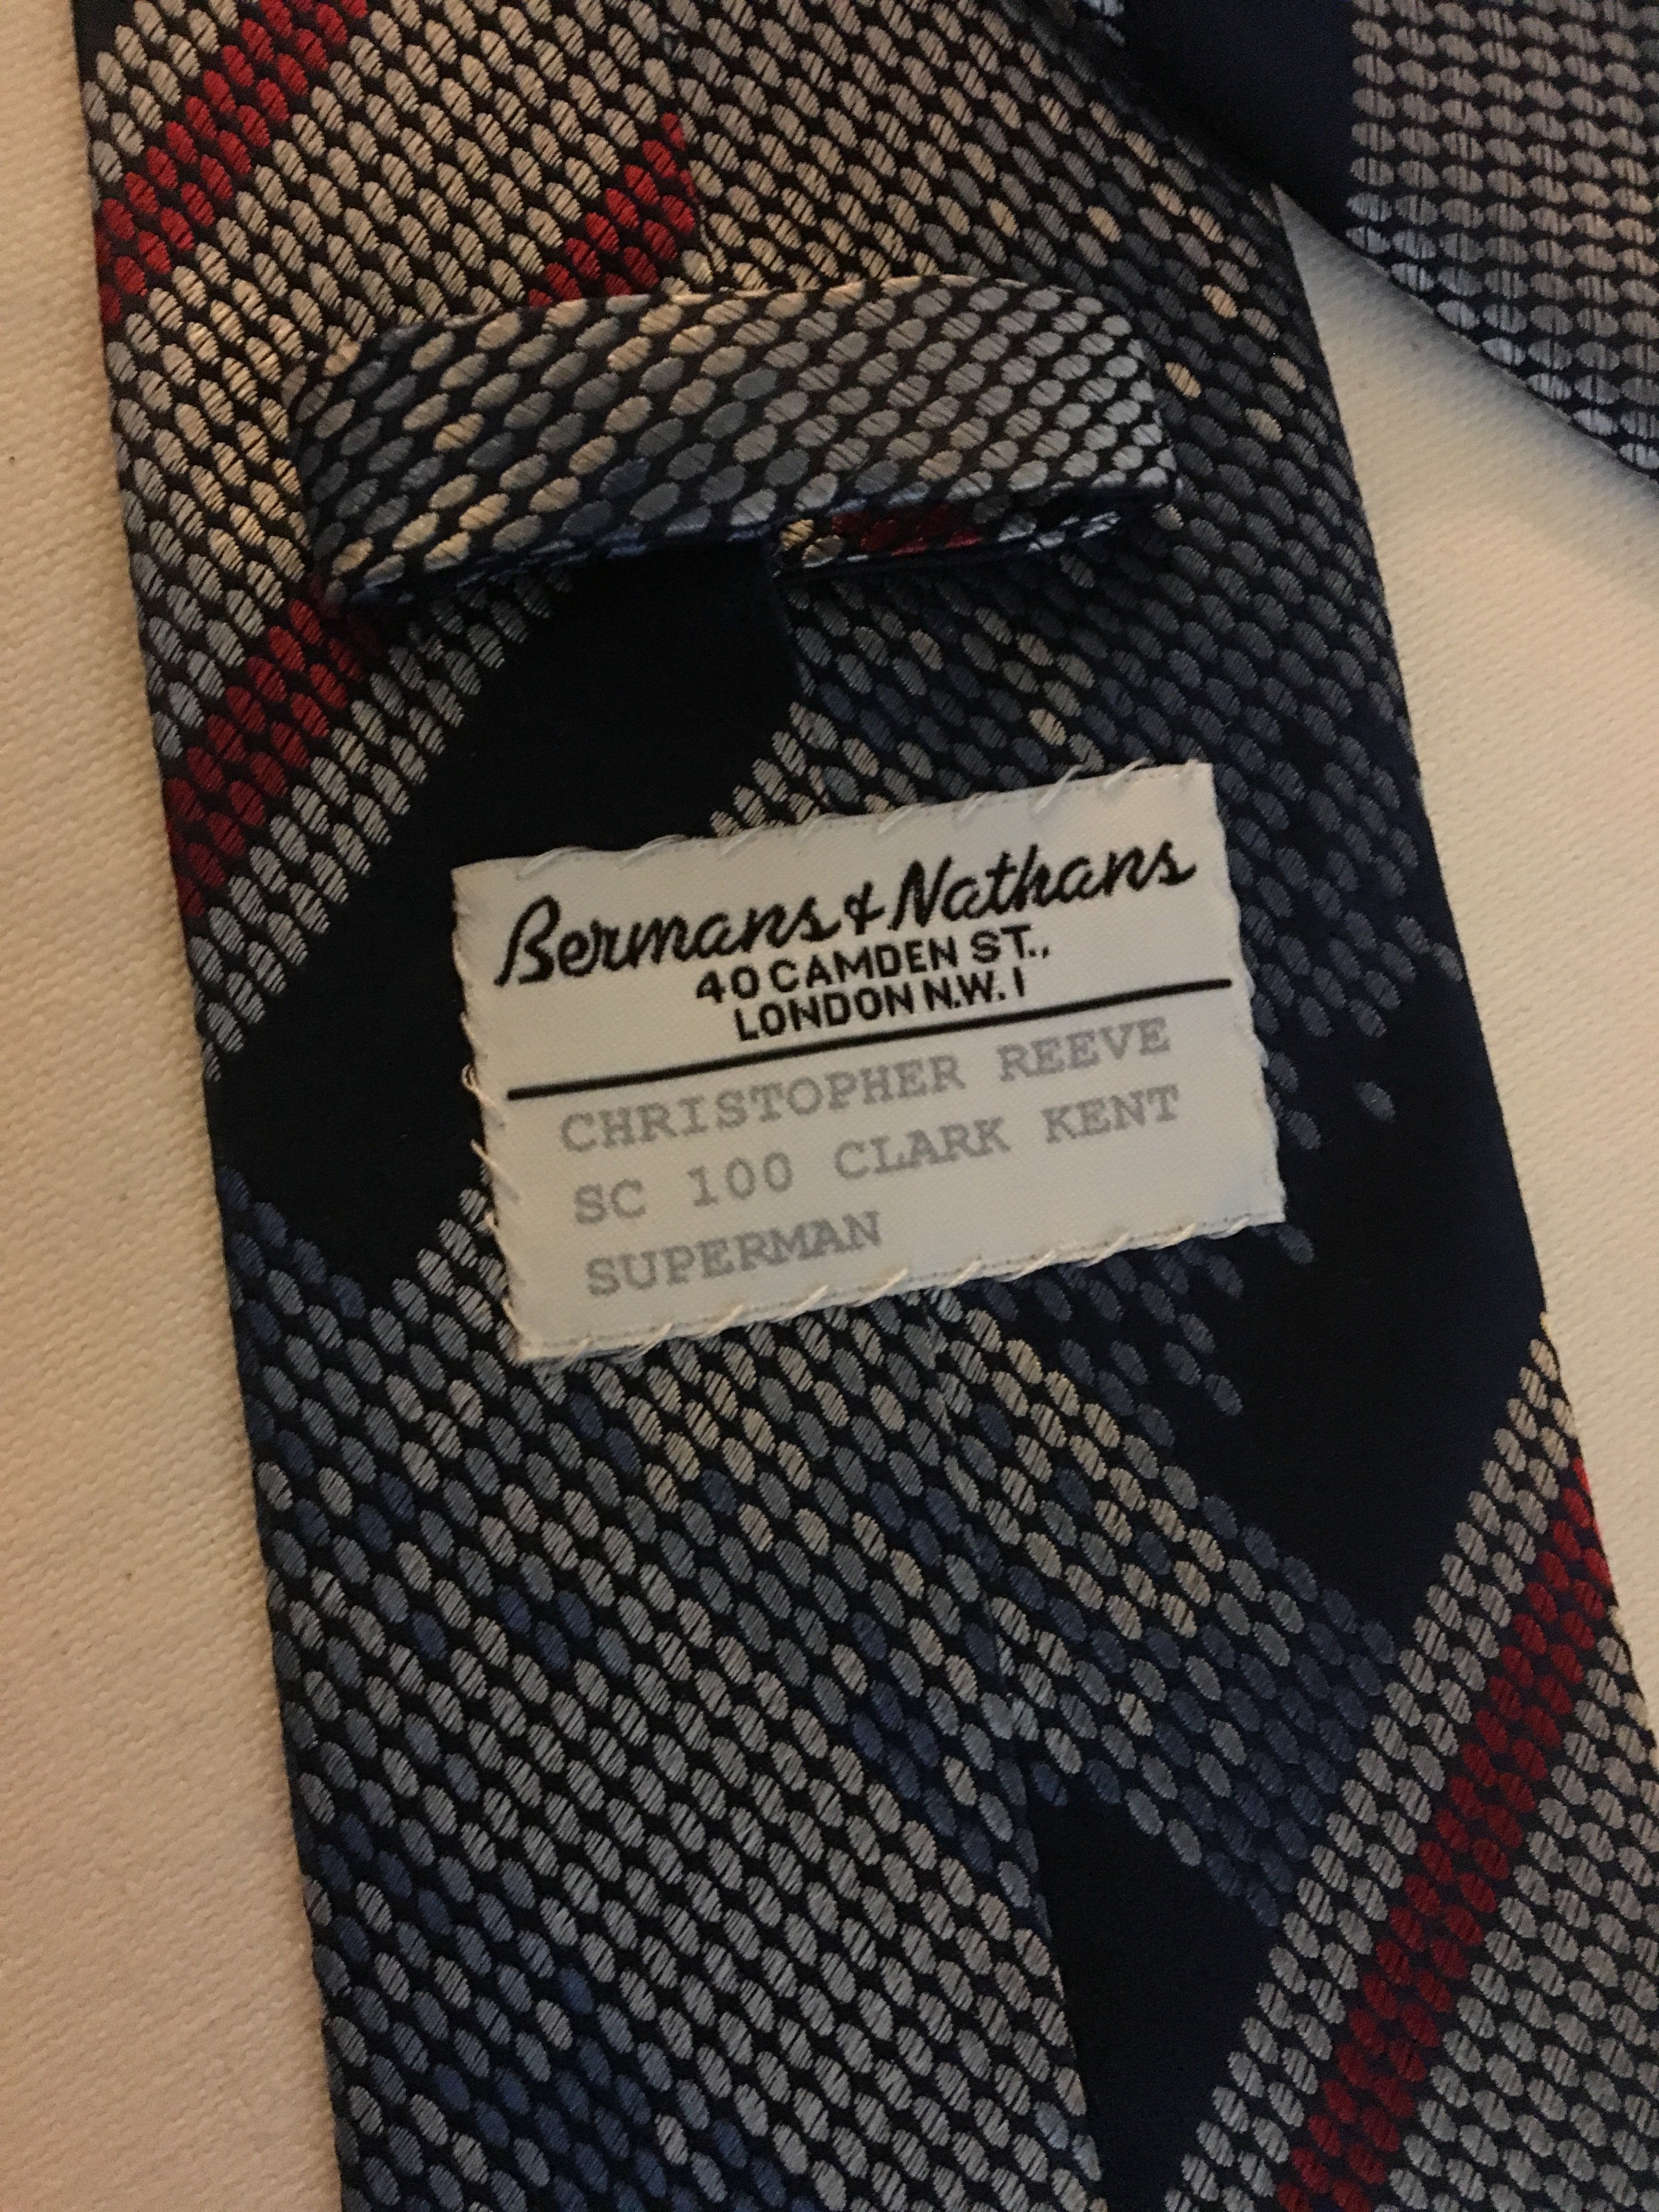 Bermans & Nathans
40 CAMDEN ST.,
LONDON N.W. 1
CHRISTOPHER REEVE
SC 100 CLARK KENT
SUPERMAN